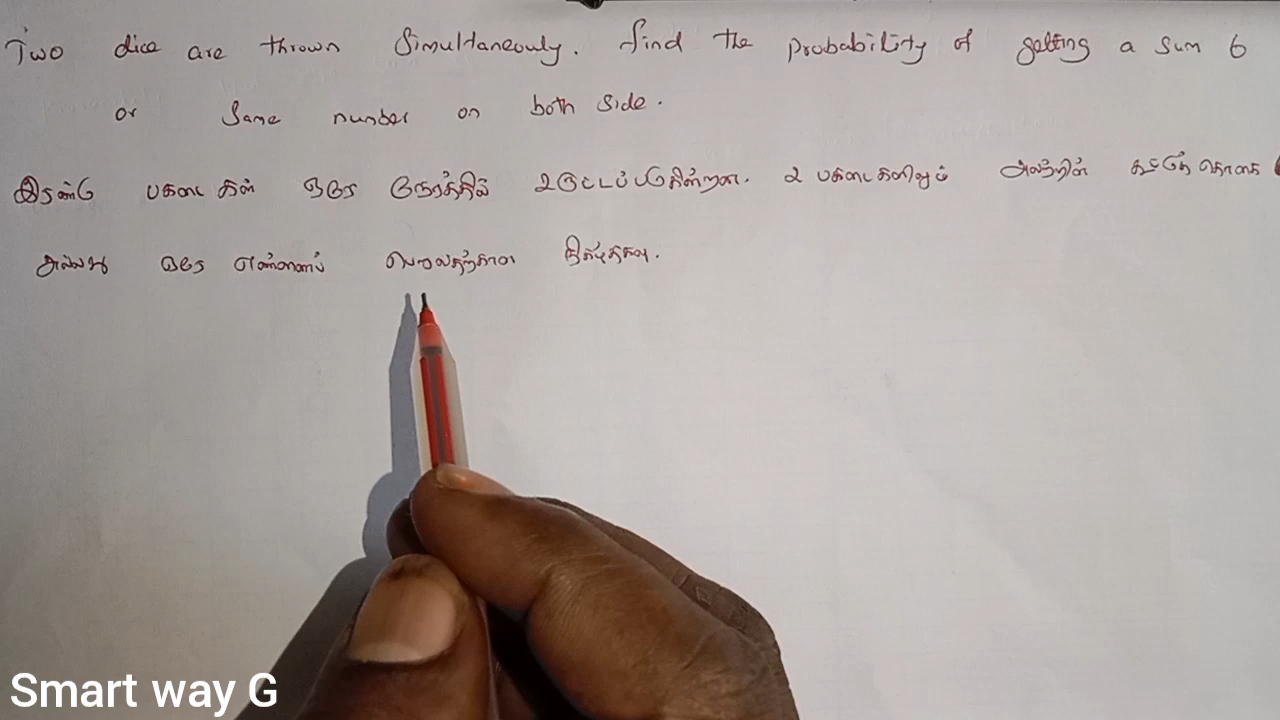 Two dice are thrown Simultaneouly. find the probability of getting a sum 6
or Same number on both side.
இரண்டு பகடைகள் ஒரே நேரத்தில் உருட்டப்படுகின்றன. 2 பகடைகளிலும் அவற்றின் கூட்டுத்தொகை
அல்லது ஒரே எண்ணைப் பெறுவதற்கான நிகழ்தகவு.
Smart way G